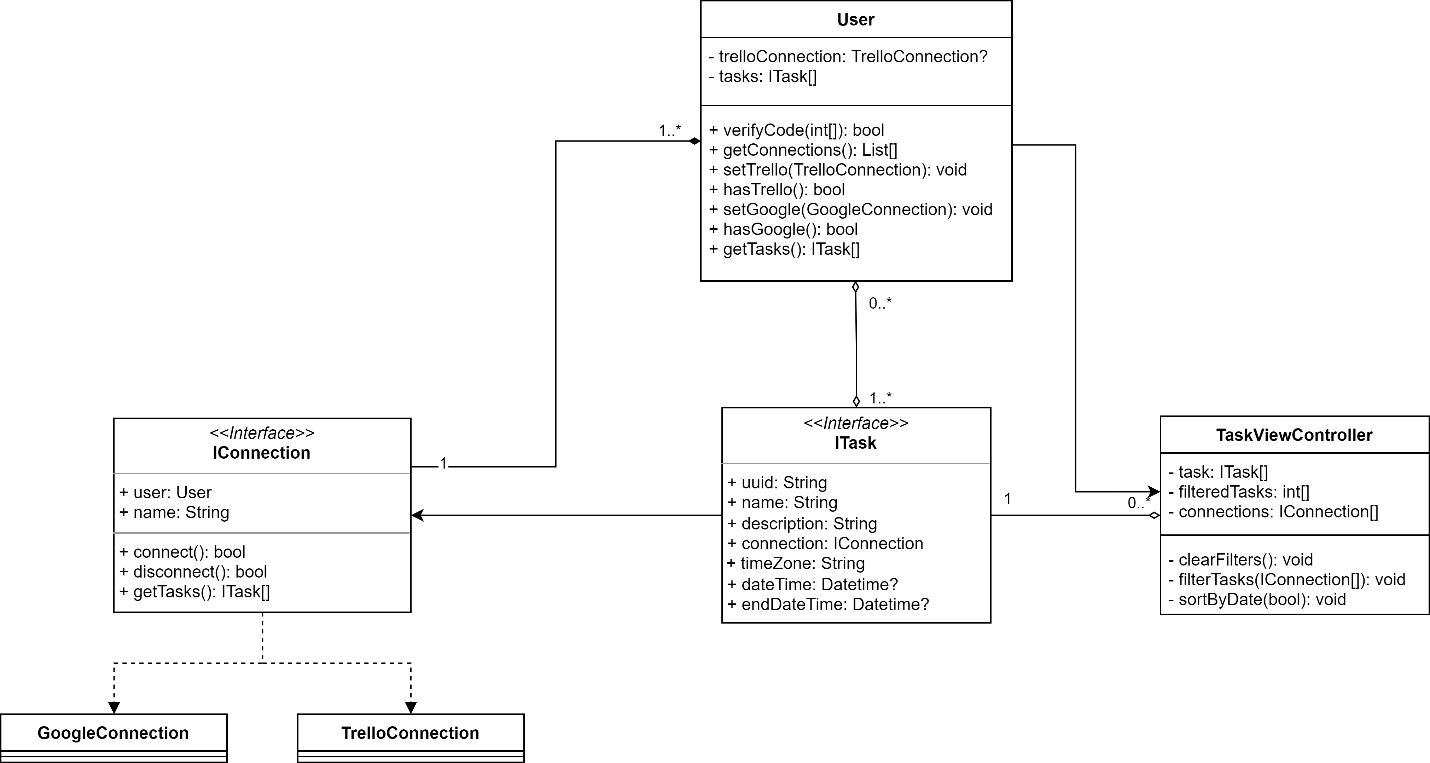 User
- trelloConnection: TrelloConnection?
- tasks: ITask[]
+ verifyCode(int[]): bool
+ getConnections(): List[]
+ setTrello(TrelloConnection): void
+ hasTrello(): bool
+ setGoogle(GoogleConnection): void
+ hasGoogle(): bool
+ getTasks(): ITask[]
1..*
0..*
1..*
<<Interface>>
IConnection
+ user: User
+ name: String
+ connect(): bool
+ disconnect(): bool
+ getTasks(): ITask[]
1
<<Interface>>
ITask
+ uuid: String
+ name: String
+ description: String
+ connection: IConnection
+ timeZone: String
+ dateTime: Datetime?
+ endDateTime: Datetime?
1
0..*
TaskViewController
- task: ITask[]
- filteredTasks: int[]
- connections: IConnection[]
- clearFilters(): void
- filterTasks(IConnection[]): void
- sortByDate(bool): void
GoogleConnection
TrelloConnection